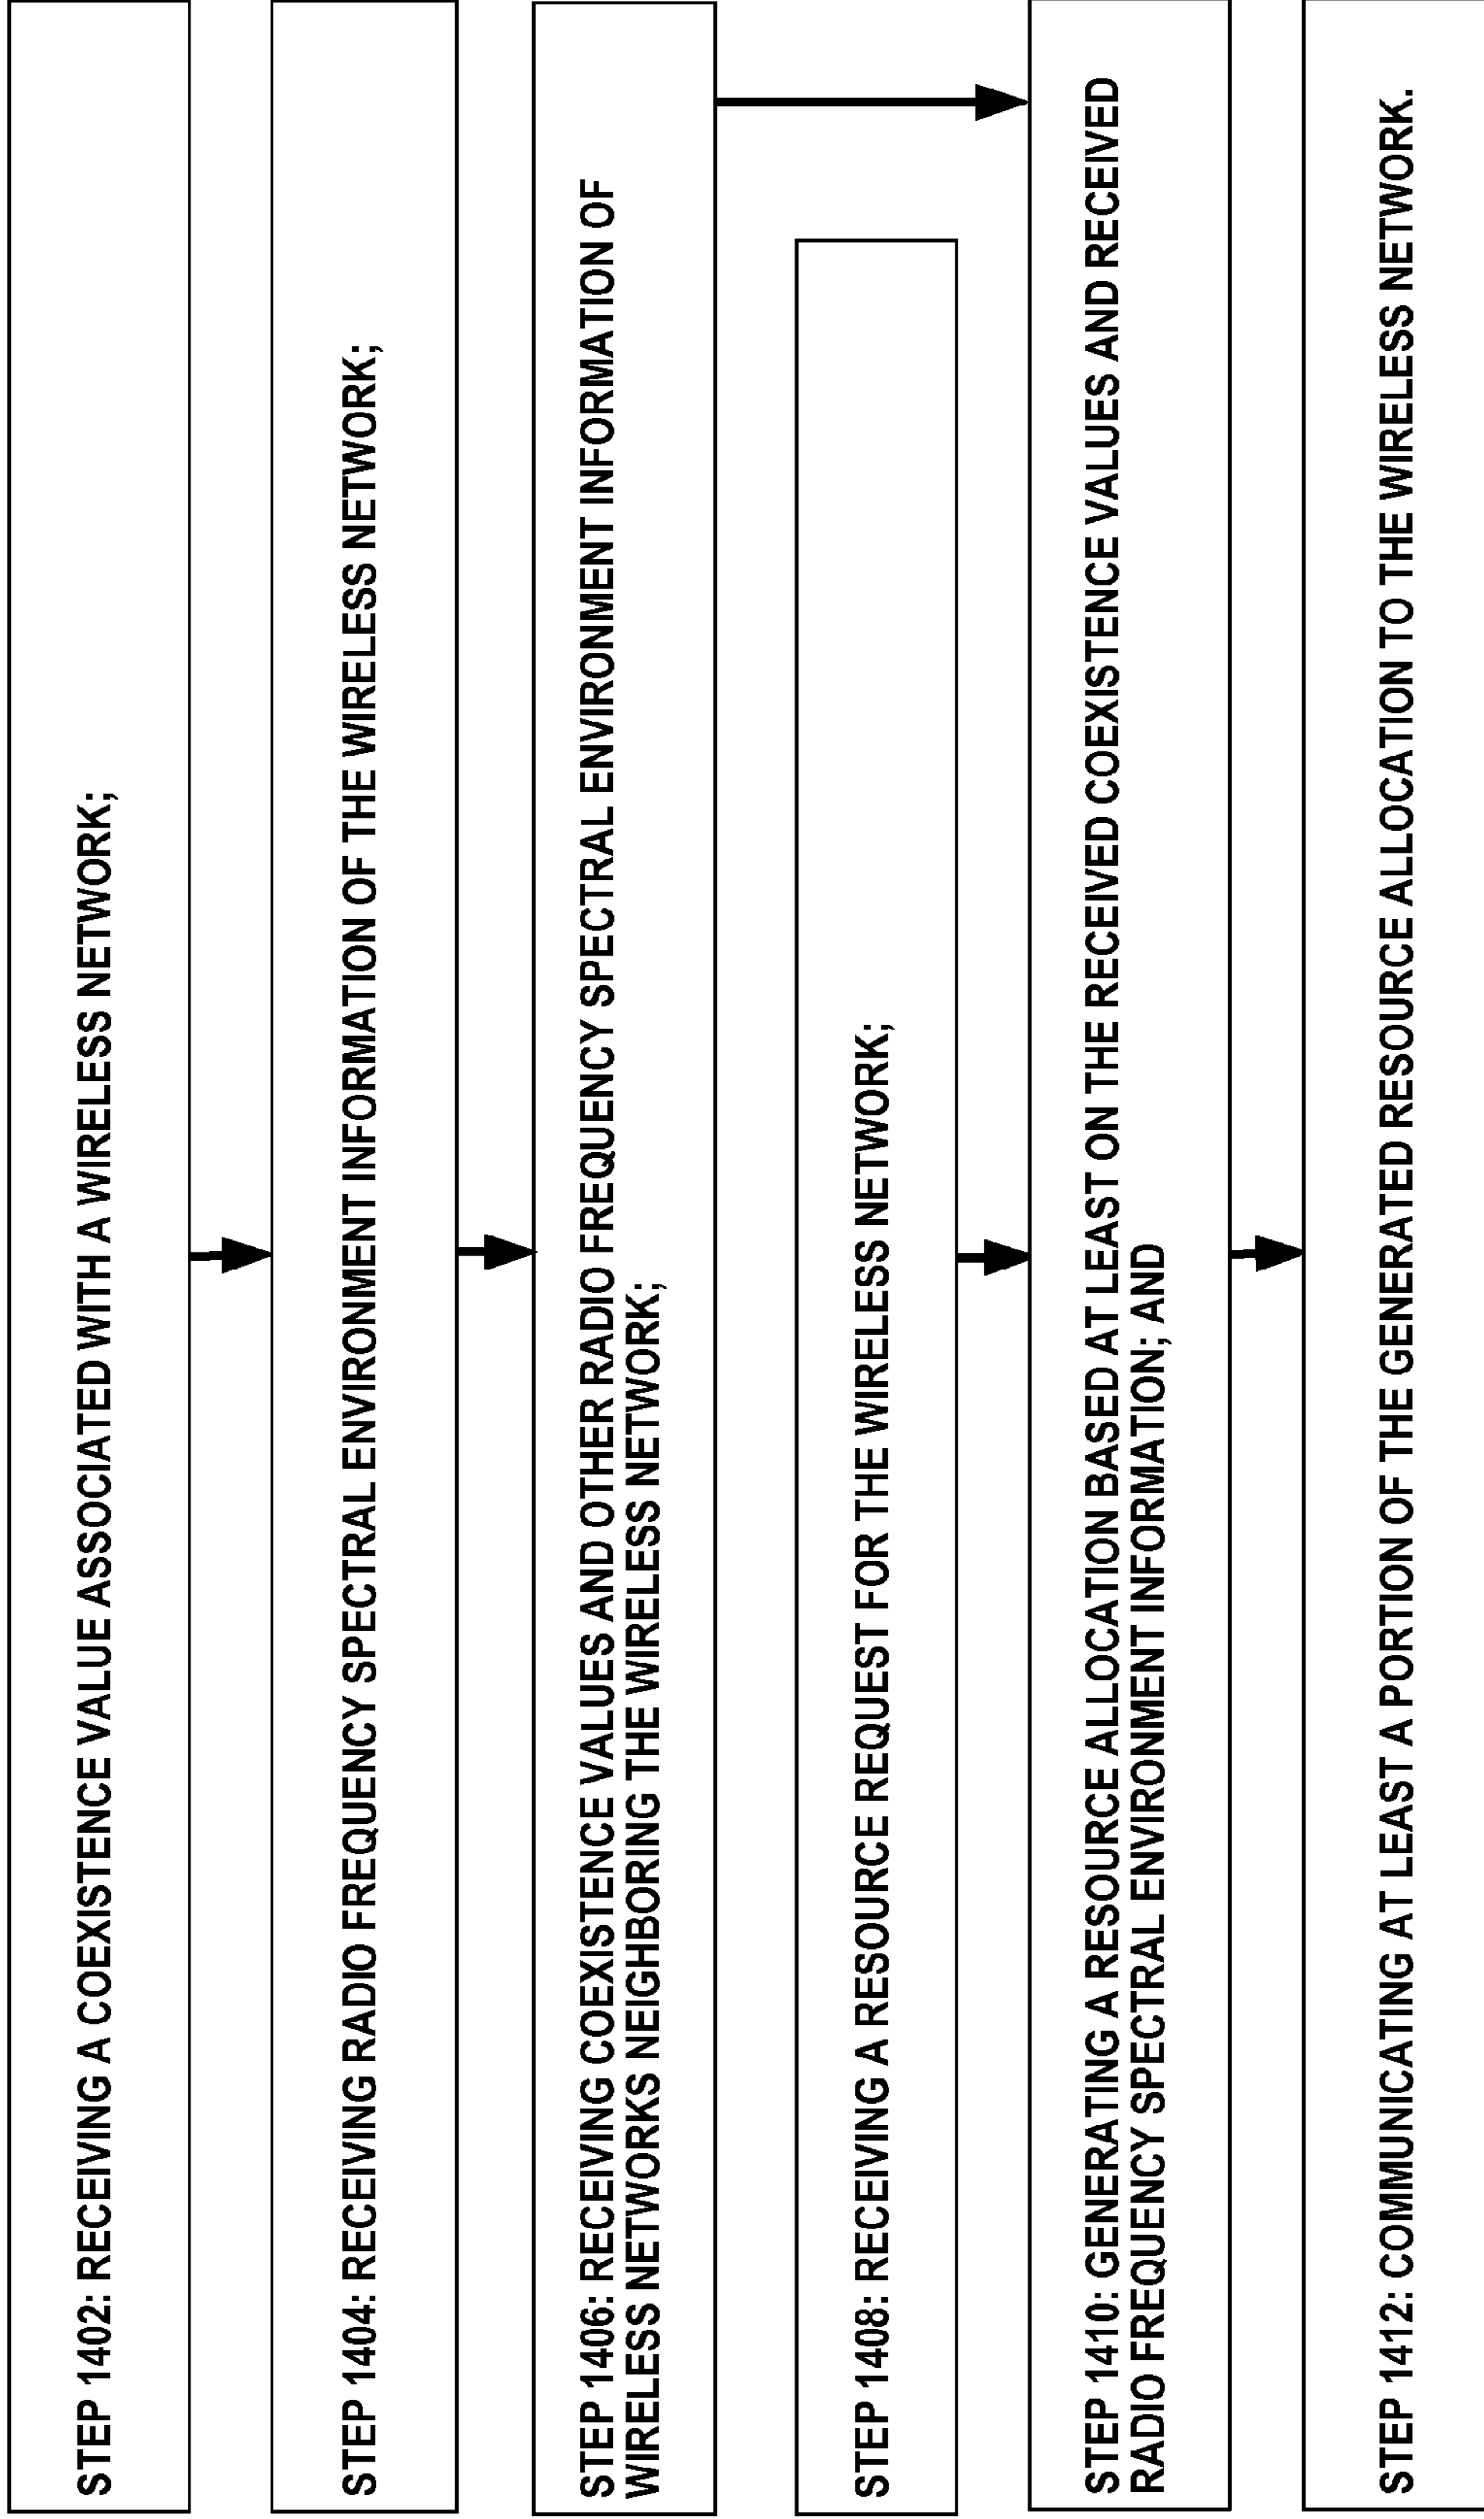 STEP 1402: RECEIVING A COEXISTENCE VALUE ASSOCIATED WITH A WIRELESS NETWORK;
STEP 1404: RECEIVING RADIO FREQUENCY SPECTRAL ENVIRONMENT INFORMATION OF THE WIRELESS NETWORK;
STEP 1406: RECEIVING COEXISTENCE VALUES AND OTHER RADIO FREQUENCY SPECTRAL ENVIRONMENT INFORMATION OF
WIRELESS NETWORKS NEIGHBORING THE WIRELESS NETWORK;
STEP 1408: RECEIVING A RESOURCE REQUEST FOR THE WIRELESS NETWORK;
STEP 1410: GENERATING A RESOURCE ALLOCATION BASED AT LEAST ON THE RECEIVED COEXISTENCE VALUES AND RECEIVED
RADIO FREQUENCY SPECTRAL ENVIRONMENT INFORMATION; AND
STEP 1412: COMMUNICATING AT LEAST A PORTION OF THE GENERATED RESOURCE ALLOCATION TO THE WIRELESS NETWORK.